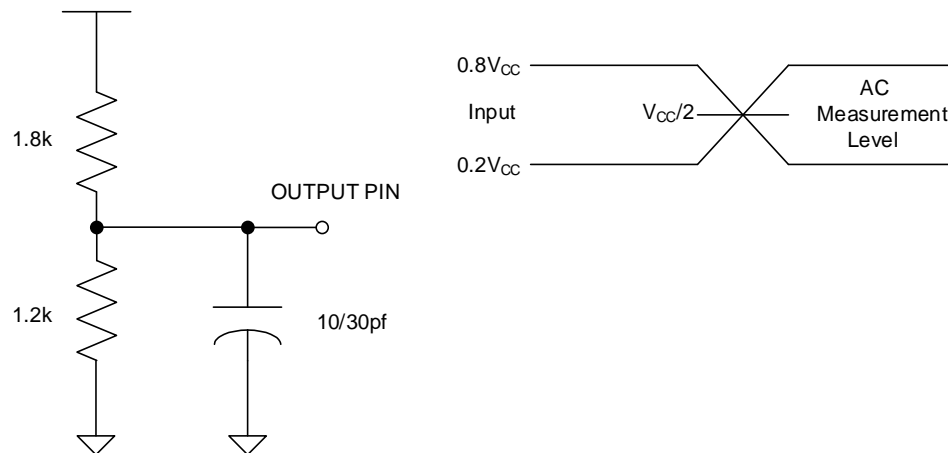 1.8k
1.2k
OUTPUT PIN
10/30pf
0.8VCC
Input
0.2VCC
VCC/2
AC
Measurement
Level